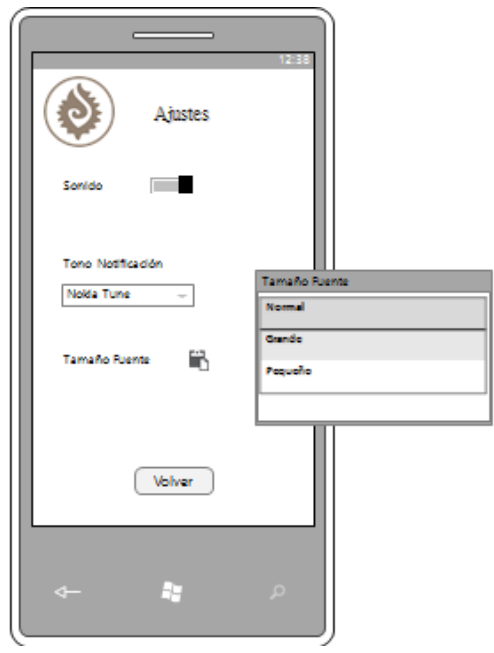 12:38
Ajustes
Sonido
Tono Notificación
Nokia Tune
Tamaño Fuente
Volver
Tamaño Fuente
Normal
Grande
Pequeño